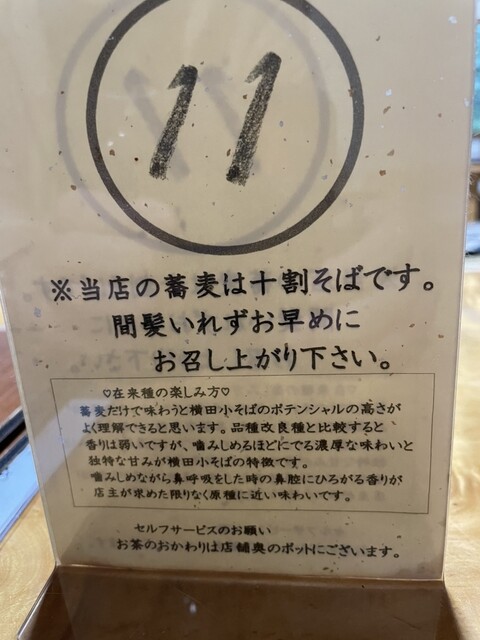 11
※当店の蕎麦は十割そばです。
間髪いれずお早めに
お召し上がり下さい。
♡在来種の楽しみ方♡
蕎麦だけで味わうと横田小そばのポテンシャルの高さが
よく理解できると思います。品種改良種と比較すると
香りは弱いですが、噛みしめるほどにでる濃厚な味わいと
独特な甘みが横田小そばの特徴です。
噛みしめながら鼻呼吸をした時の鼻腔にひろがる香りが
店主が求めた限りなく原種に近い味わいです。
セルフサービスのお願い
お茶のおかわりは店舗奥のポットにございます。